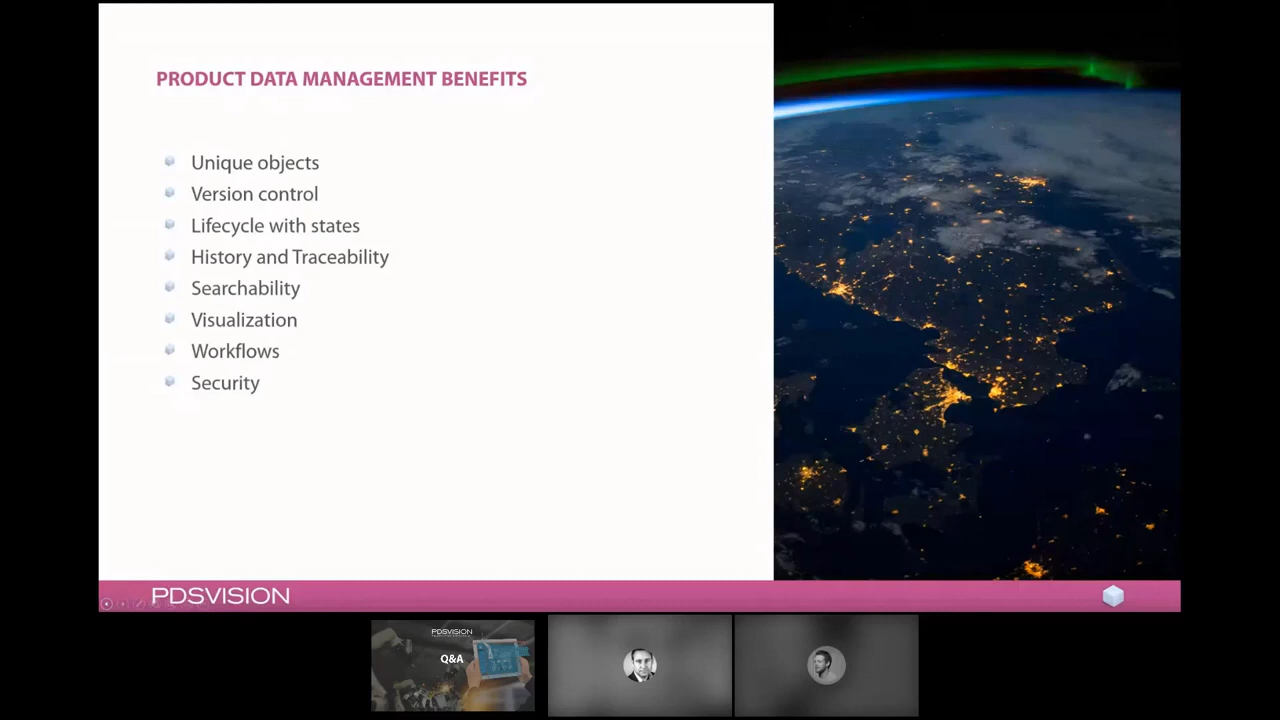 PRODUCT DATA MANAGEMENT BENEFITS
Unique objects
Version control
Lifecycle with states
History and Traceability
Searchability
Visualization
Workflows
Security
PDSVISION
PDSVISION
Q&A